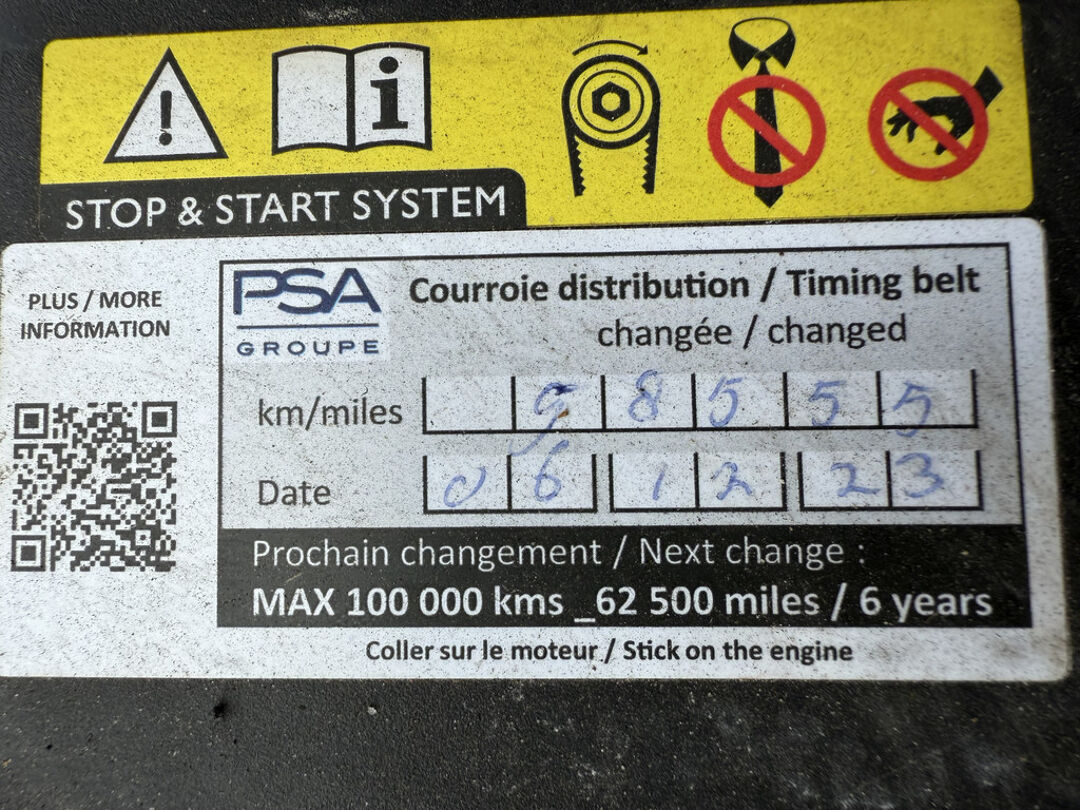 STOP & START SYSTEM
PLUS / MORE
INFORMATION
PSA
GROUPE
Courroie distribution / Timing belt
changée / changed
km/miles 98555
Date 06 12 23
Prochain changement / Next change :
MAX 100 000 kms _62 500 miles / 6 years
Coller sur le moteur / Stick on the engine